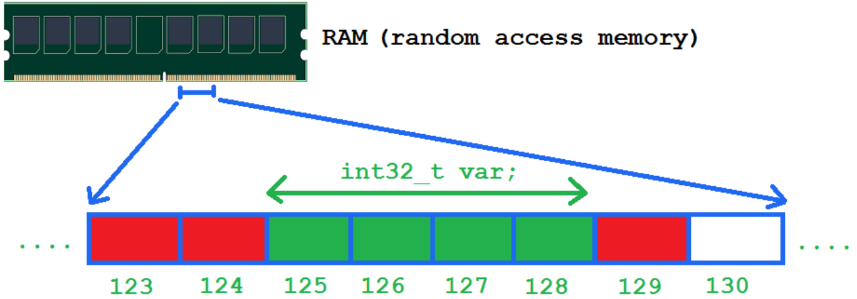 RAM (random access memory)
int32_t var;
.... ....
123 124 125 126 127 128 129 130